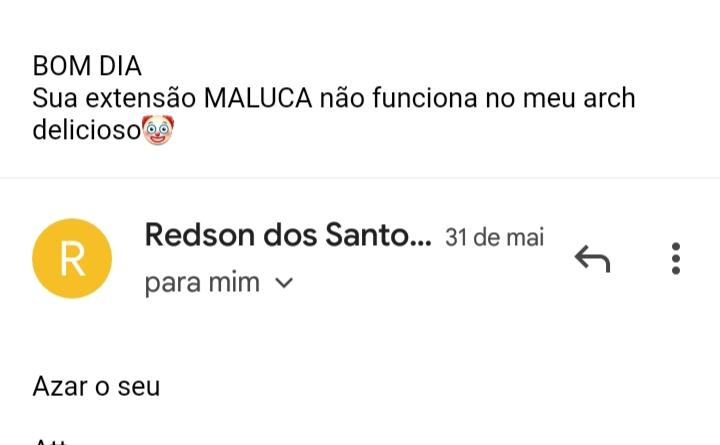 BOM DIA
Sua extensão MALUCA não funciona no meu arch
delicioso🤡
R
Redson dos Santo... 31 de mai
para mim
Azar o seu